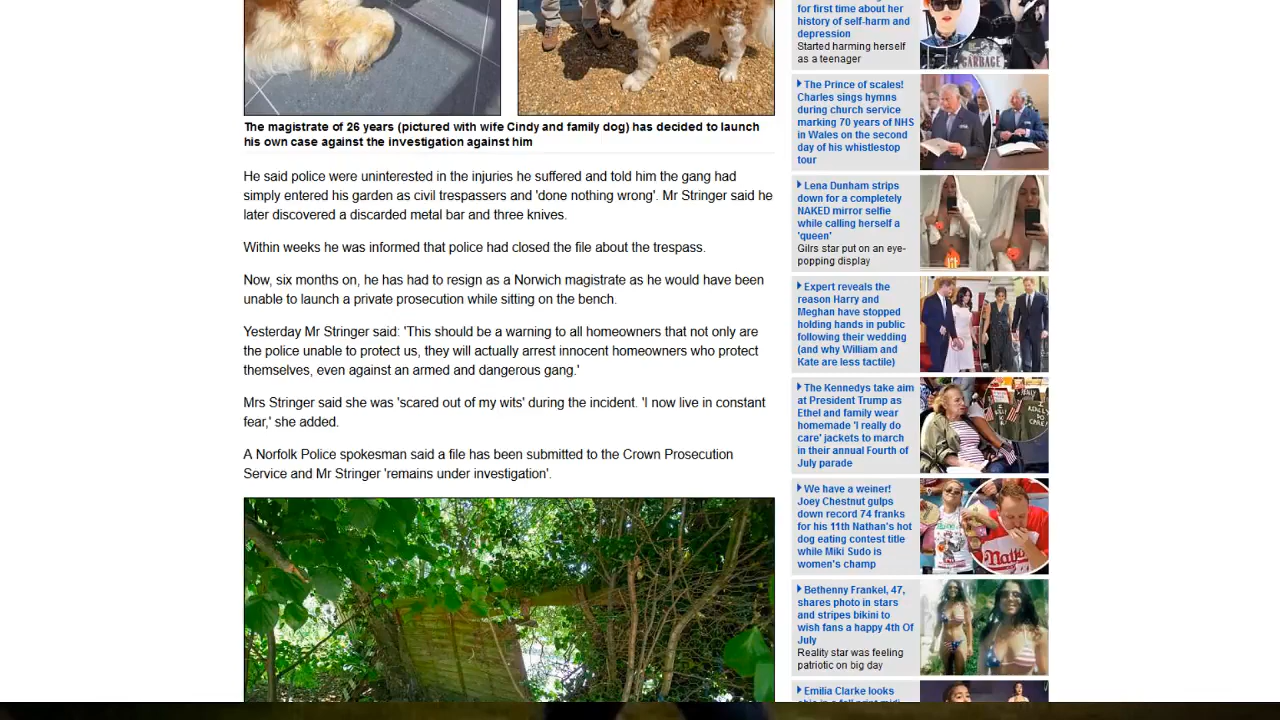 The magistrate of 26 years (pictured with wife Cindy and family dog) has decided to launch
his own case against the investigation against him
He said police were uninterested in the injuries he suffered and told him the gang had
simply entered his garden as civil trespassers and 'done nothing wrong'. Mr Stringer said he
later discovered a discarded metal bar and three knives.
Within weeks he was informed that police had closed the file about the trespass.
Now, six months on, he has had to resign as a Norwich magistrate as he would have been
unable to launch a private prosecution while sitting on the bench.
Yesterday Mr Stringer said: 'This should be a warning to all homeowners that not only are
the police unable to protect us, they will actually arrest innocent homeowners who protect
themselves, even against an armed and dangerous gang.'
Mrs Stringer said she was 'scared out of my wits' during the incident. 'I now live in constant
fear,' she added.
A Norfolk Police spokesman said a file has been submitted to the Crown Prosecution
Service and Mr Stringer 'remains under investigation'.
for first time about her
history of self-harm and
depression
Started harming herself
as a teenager
GARBAGE
The Prince of scales!
Charles sings hymns
during church service
marking 70 years of NHS
in Wales on the second
day of his whistlestop
tour
Lena Dunham strips
down for a completely
NAKED mirror selfie
while calling herself a
'queen'
Gilrs star put on an eye-
popping display
Expert reveals the
reason Harry and
Meghan have stopped
holding hands in public
following their wedding
(and why William and
Kate are less tactile)
The Kennedys take aim
at President Trump as
Ethel and family wear
homemade 'I really do
care' jackets to march
in their annual Fourth of
July parade
We have a weiner!
Joey Chestnut gulps
down record 74 franks
for his 11th Nathan's hot
dog eating contest title
while Miki Sudo is
women's champ
Bethenny Frankel, 47,
shares photo in stars
and stripes bikini to
wish fans a happy 4th Of
July
Reality star was feeling
patriotic on big day
Emilia Clarke looks